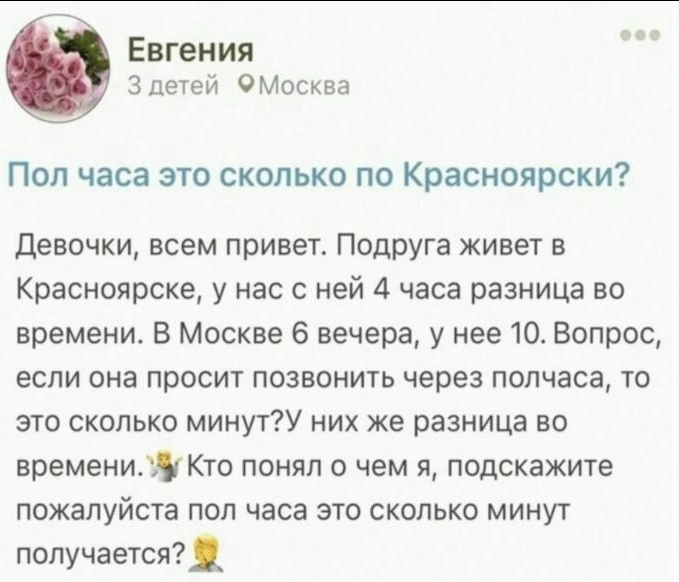 Евгения
3 детей Москва
Пол часа это сколько по Красноярски?
Девочки, всем привет. Подруга живет в
Красноярске, у нас с ней 4 часа разница во
времени. В Москве 6 вечера, у нее 10. Вопрос,
если она просит позвонить через полчаса, то
это сколько минут?У них же разница во
времени.🤷‍♀️Кто понял о чем я, подскажите
пожалуйста пол часа это сколько минут
получается?🤦‍♀️